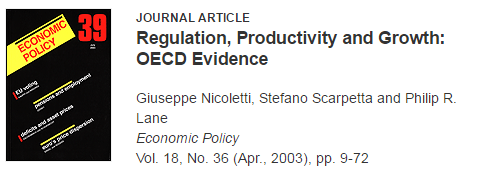 ECONOMIC
POLICY
39
EU voting
pensions and employment
deficits and asset prices
euro's price dispersion
JOURNAL ARTICLE
Regulation, Productivity and Growth:
OECD Evidence
Giuseppe Nicoletti, Stefano Scarpetta and Philip R.
Lane
Economic Policy
Vol. 18, No. 36 (Apr., 2003), pp. 9-72